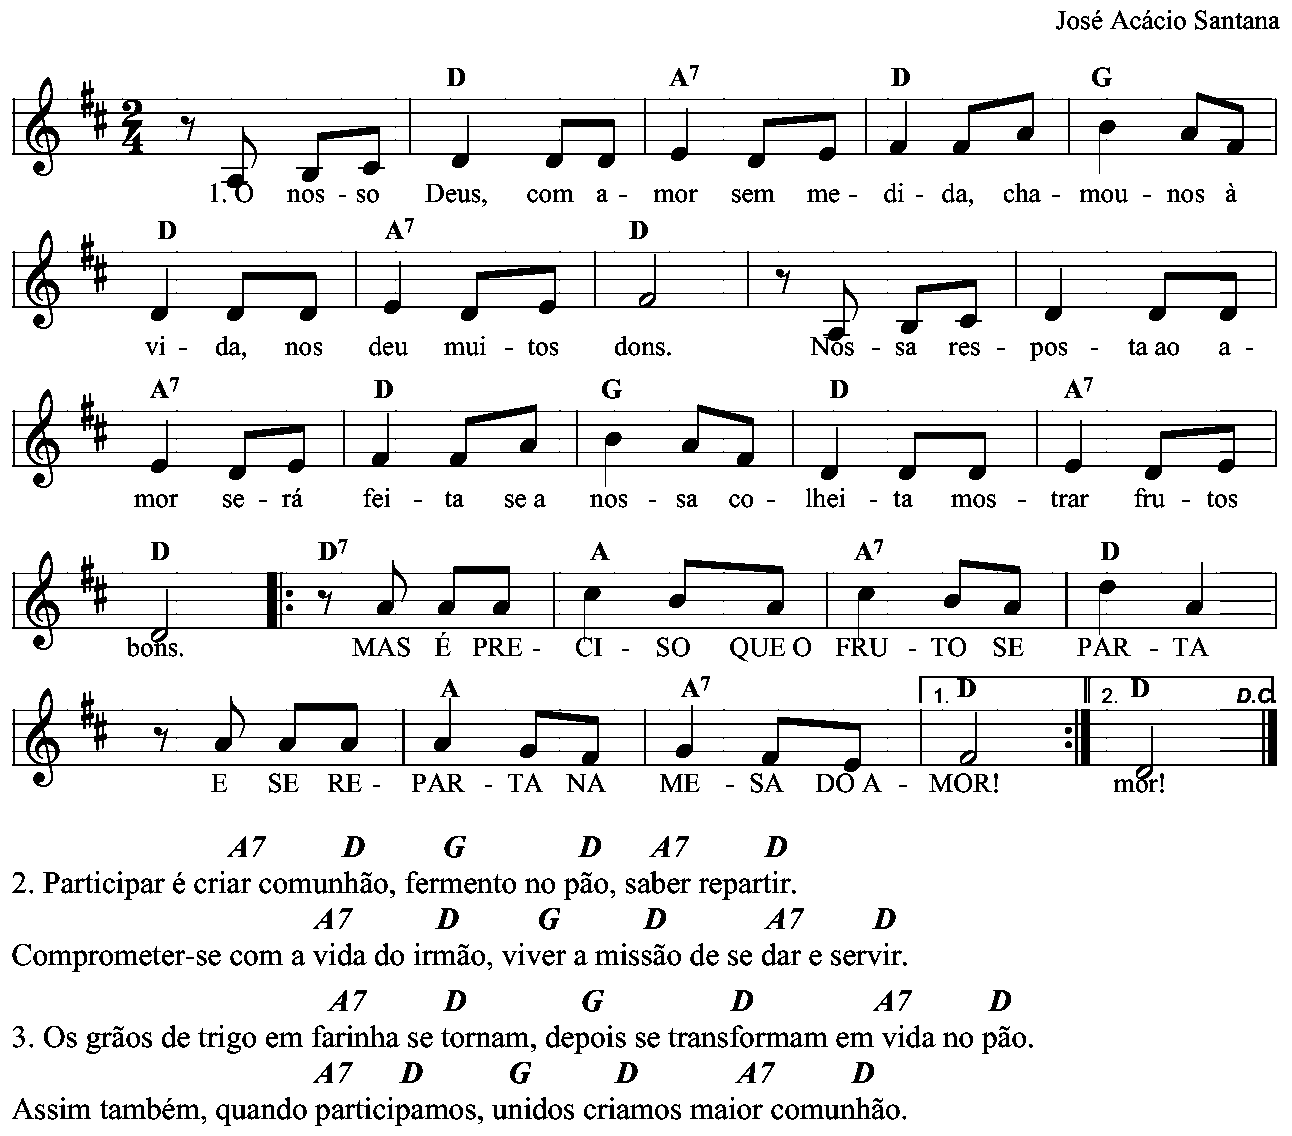 José Acácio Santana
D A7 D G
2/4
1. O nos - so Deus, com a - mor sem me - di - da, cha - mou - nos à
D A7 D
vi - da, nos deu mui - tos dons. Nos - sa res - pos - ta ao a -
A7 D G D A7
mor se - rá fei - ta se a nos - sa co - lhei - ta mos - trar fru - tos
D D7 A A7 D
bons. MAS É PRE - CI - SO QUE O FRU - TO SE PAR - TA
A A7 1. D 2. D D.C.
E SE RE - PAR - TA NA ME - SA DO A - MOR! mor!
A7 D G D A7 D
2. Participar é criar comunhão, fermento no pão, saber repartir.
A7 D G D A7 D
Comprometer-se com a vida do irmão, viver a missão de se dar e servir.
A7 D G D A7 D
3. Os grãos de trigo em farinha se tornam, depois se transformam em vida no pão.
A7 D G D A7 D
Assim também, quando participamos, unidos criamos maior comunhão.